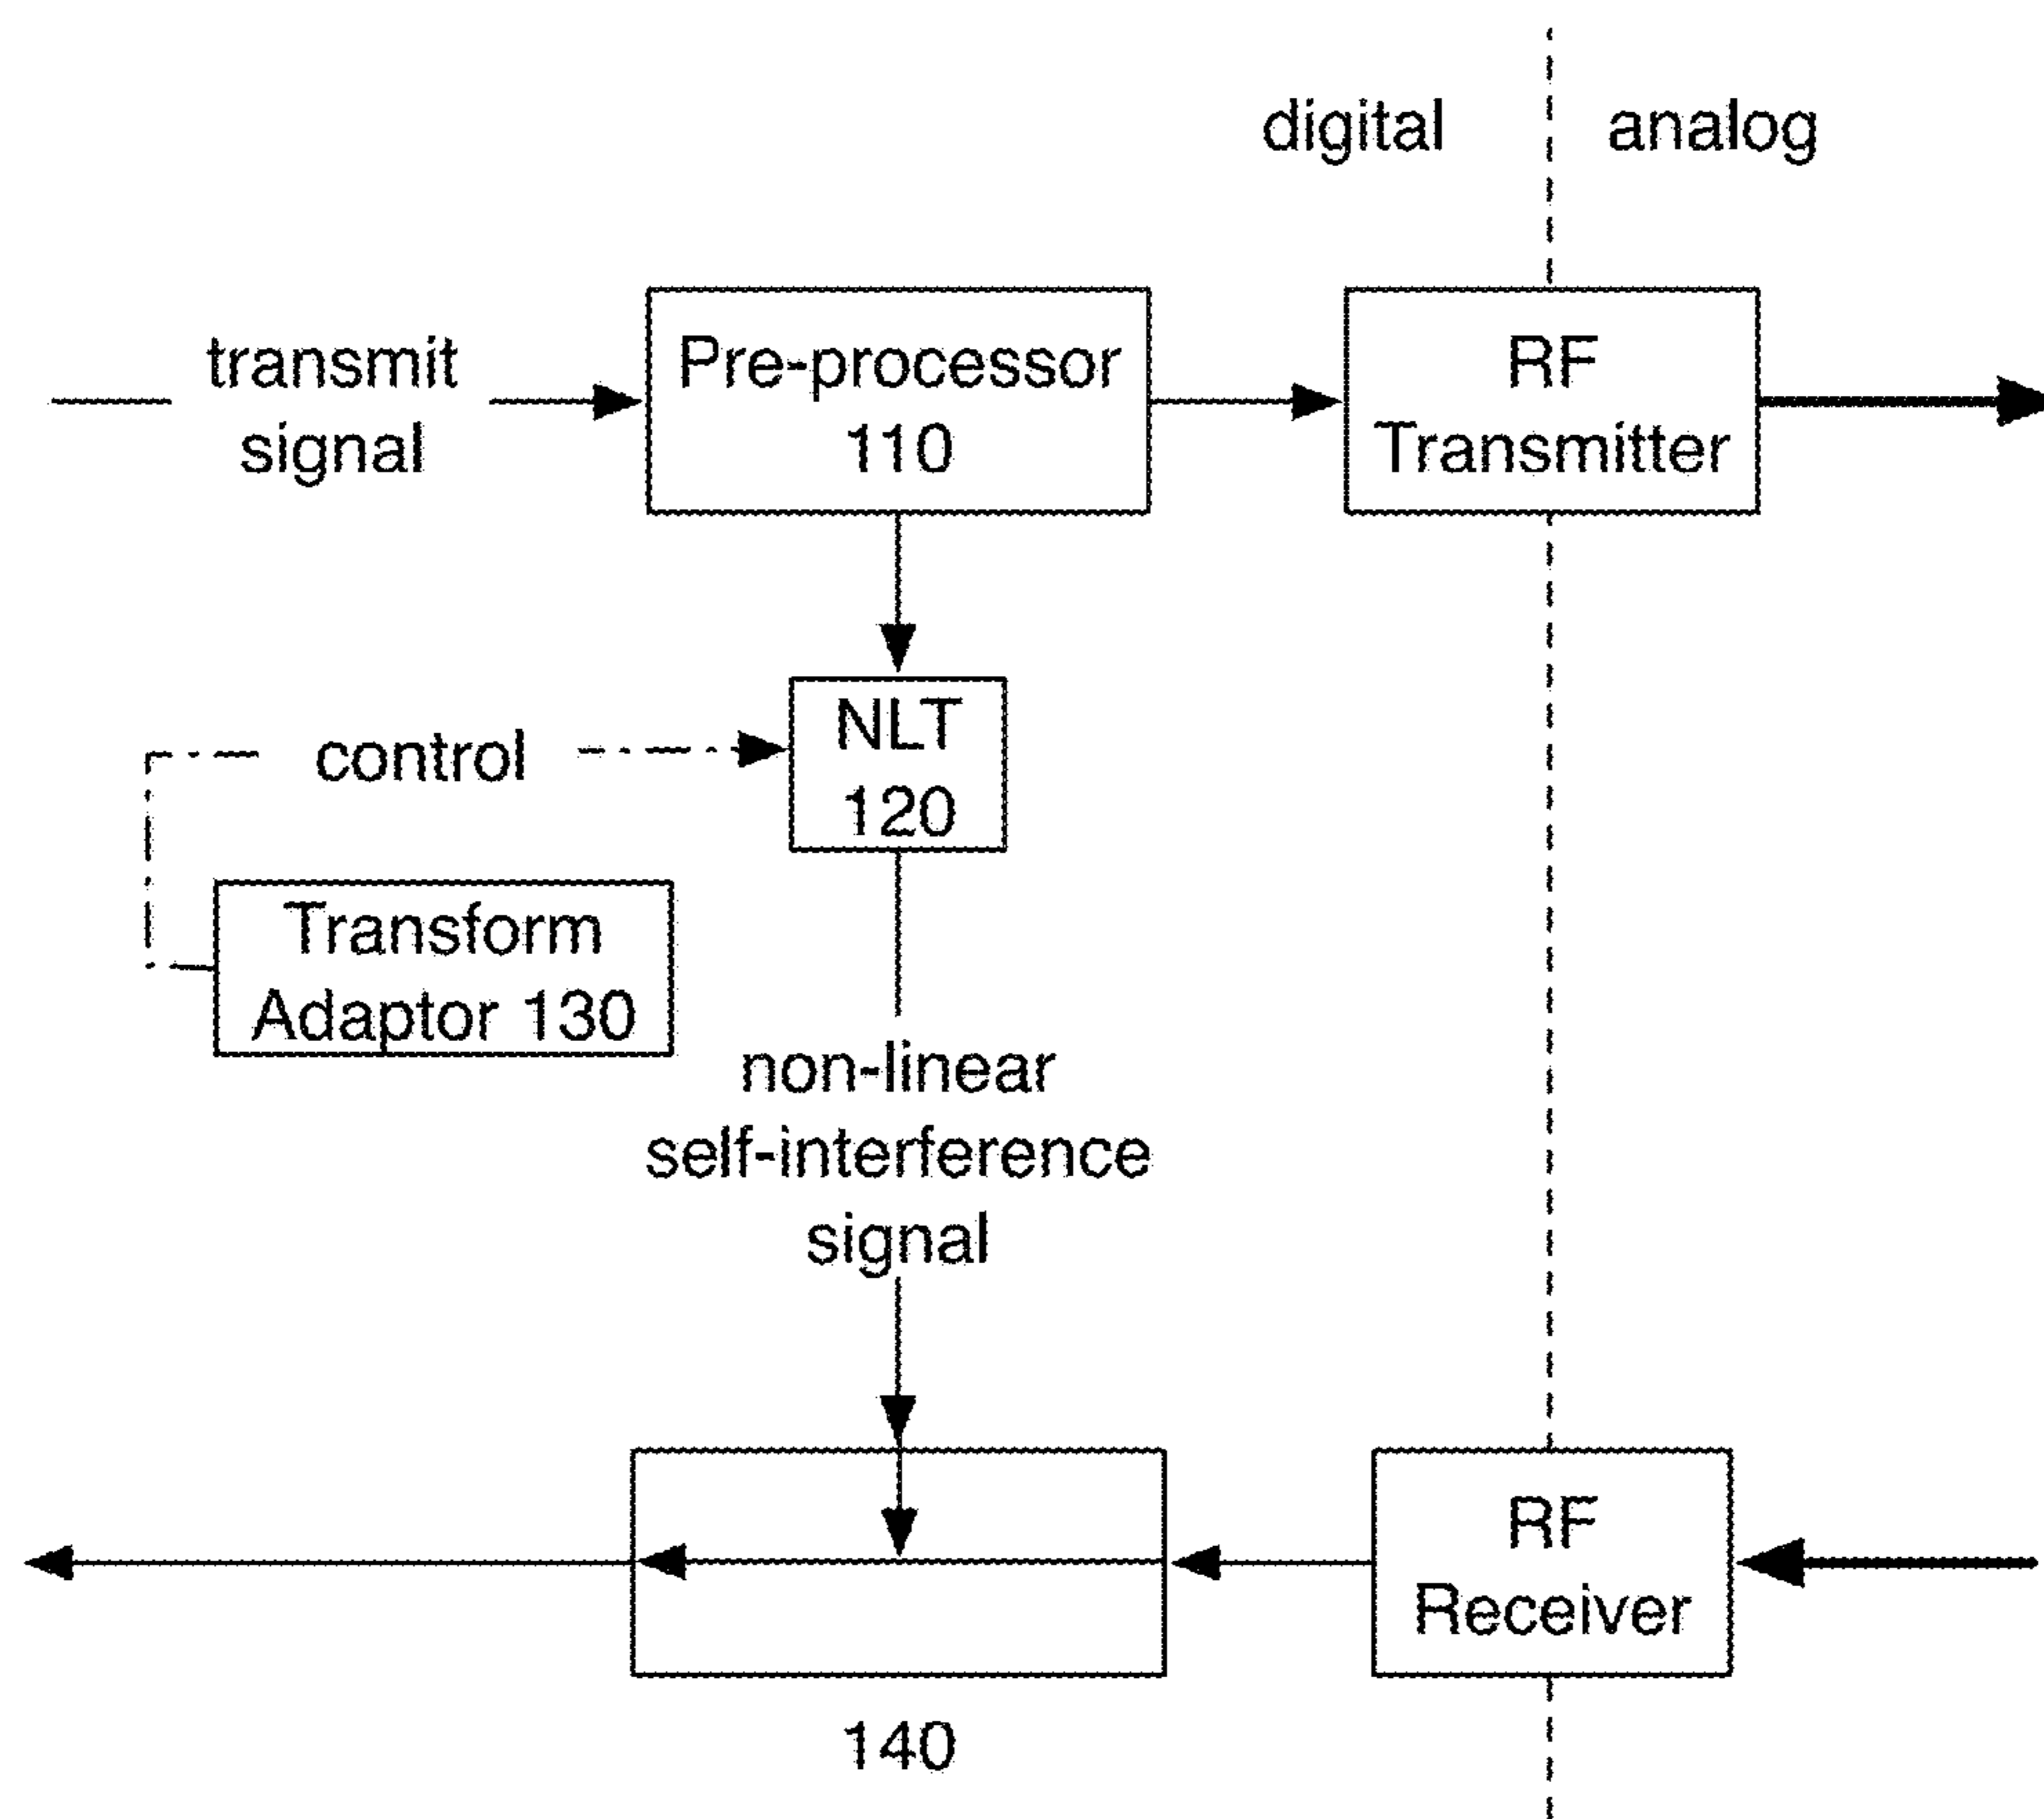 digital
analog
transmit
signal
Pre-processor
110
RF
Transmitter
control
NLT
120
Transform
Adaptor 130
non-linear
self-interference
signal
RF
Receiver
140